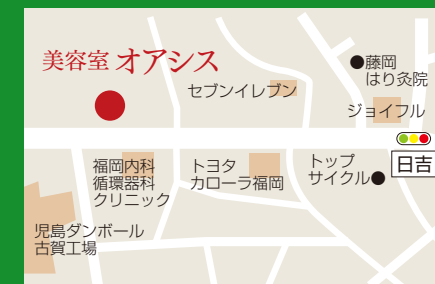 美容室 オアシス
●藤岡
はり灸院
セブンイレブン
ジョイフル
日吉
福岡内科
循環器科
クリニック
トヨタ
カローラ福岡
トップ
サイクル●
児島ダンボール
古賀工場